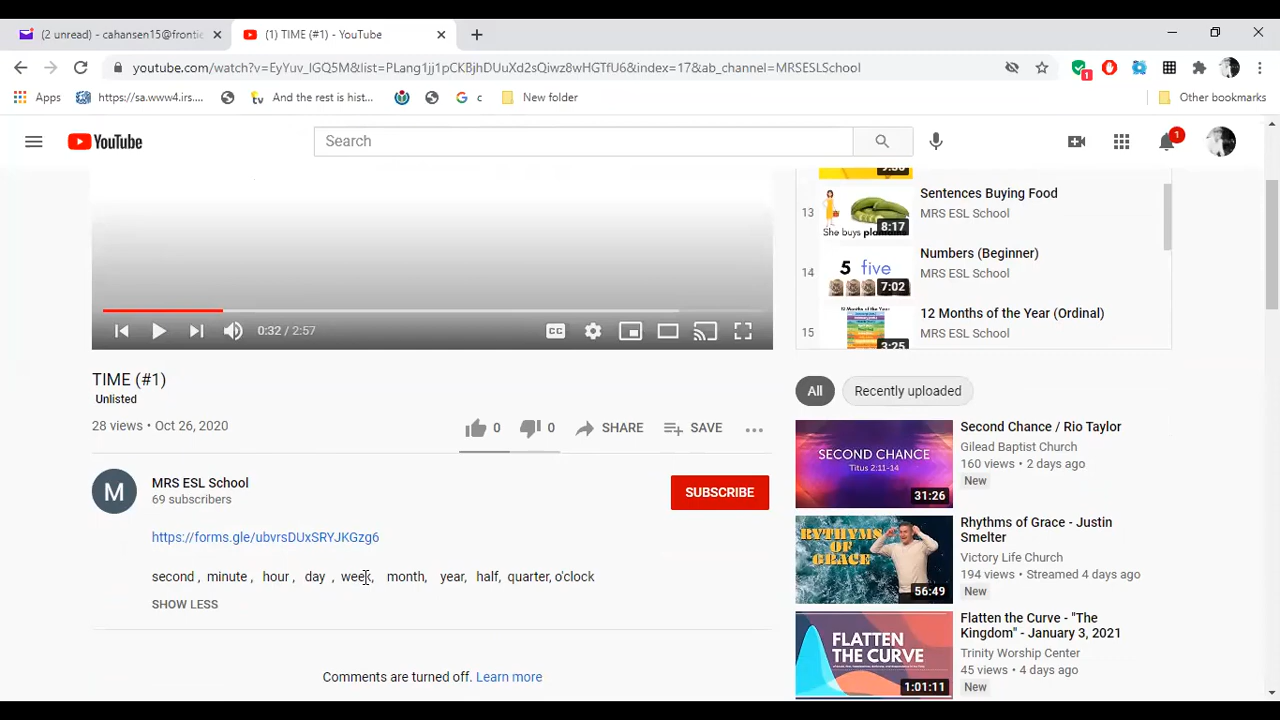 (2 unread) - cahansen15@frontie
(1) TIME (#1) - YouTube
youtube.com/watch?v=EyYuv_IGQ5M&list=PLanq1jj1pCKBjhDUuXd2sQiwz8wHGTfU6&index=17&ab_channel=MRSESLSchool
1
Apps https://sa.www4.irs.... And the rest is hist... c New folder Other bookmarks
YouTube
Search
1
9:56
13 Sentences Buying Food
MRS ESL School
She buys
8:17
14 Numbers (Beginner)
MRS ESL School
5 five
7:02
15 12 Months of the Year (Ordinal)
MRS ESL School
3:25
0:32 / 2:57
CC
TIME (#1)
Unlisted
28 views • Oct 26, 2020
0 0 SHARE SAVE ...
M MRS ESL School
69 subscribers
SUBSCRIBE
https://forms.gle/ubvrsDUxSRYJKGzg6
second , minute , hour , day , week, month, year, half, quarter, o'clock
SHOW LESS
Comments are turned off. Learn more
All Recently uploaded
SECOND CHANCE
Titus 2:11-14
31:26
Second Chance / Rio Taylor
Gilead Baptist Church
160 views • 2 days ago
New
RHYTHMS OF GRACE
56:49
Rhythms of Grace - Justin
Smelter
Victory Life Church
194 views • Streamed 4 days ago
New
FLATTEN
THE CURVE
1:01:11
Flatten the Curve - "The
Kingdom" - January 3, 2021
Trinity Worship Center
45 views • 4 days ago
New